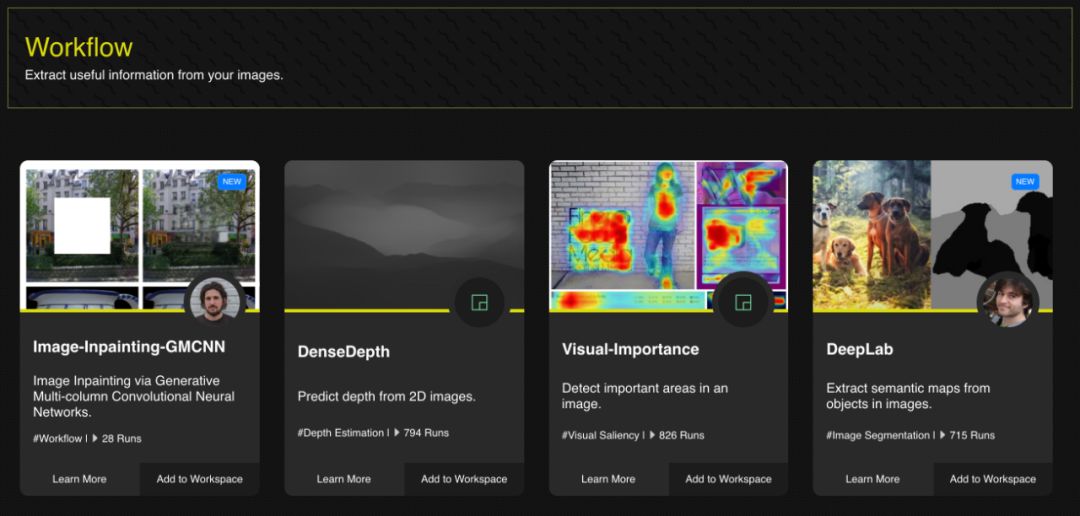 Workflow
Extract useful information from your images.
NEW
NEW
Image-Inpainting-GMCNN
Image Inpainting via Generative
Multi-column Convolutional Neural
Networks.
#Workflow | 28 Runs
Learn More
Add to Workspace
DenseDepth
Predict depth from 2D images.
#Depth Estimation | 794 Runs
Learn More
Add to Workspace
Visual-Importance
Detect important areas in an
image.
#Visual Saliency | 826 Runs
Learn More
Add to Workspace
DeepLab
Extract semantic maps from
objects in images.
#Image Segmentation | 715 Runs
Learn More
Add to Workspace